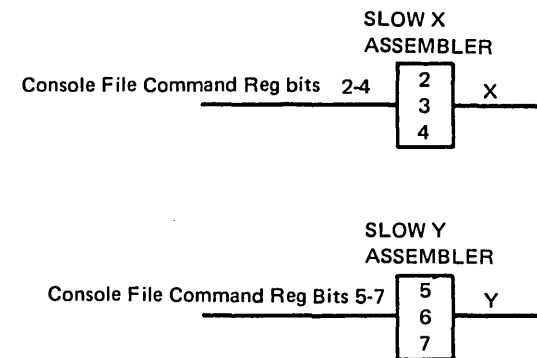 SLOW X
ASSEMBLER
Console File Command Reg bits 2-4
2
3
4
X
SLOW Y
ASSEMBLER
Console File Command Reg Bits 5-7
5
6
7
Y